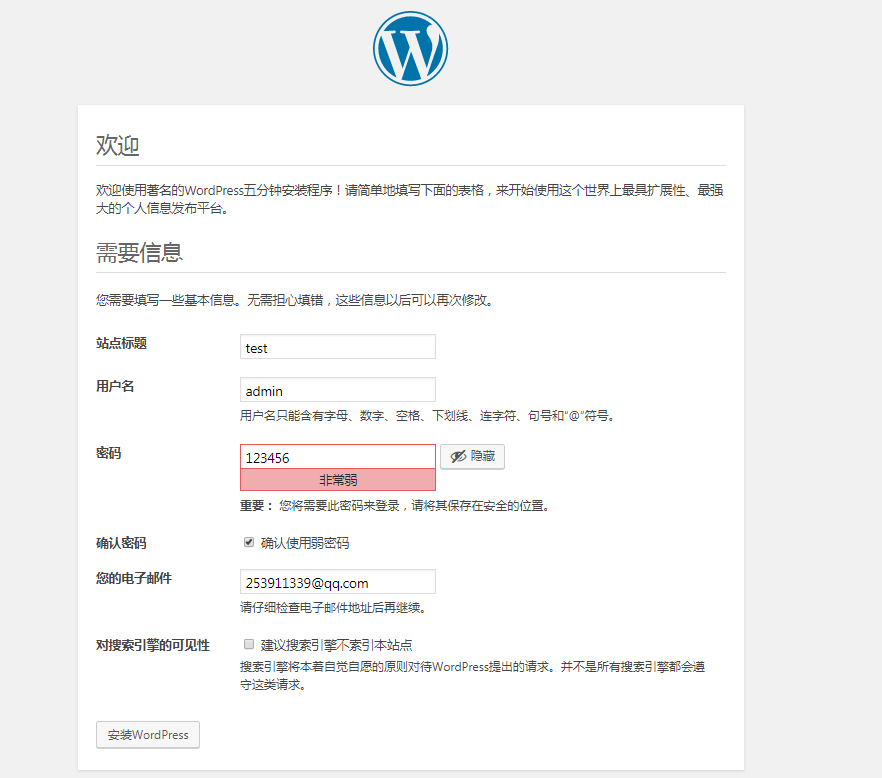 欢迎
欢迎使用著名的WordPress五分钟安装程序！请简单地填写下面的表格，来开始使用这个世界上最具扩展性、最强
大的个人信息发布平台。
需要信息
您需要填写一些基本信息。无需担心填错，这些信息以后可以再次修改。
站点标题
test
用户名
admin
用户名只能含有字母、数字、空格、下划线、连字符、句号和“@”符号。
密码
123456
隐藏
非常弱
重要： 您将需要此密码来登录，请将其保存在安全的位置。
确认密码
确认使用弱密码
您的电子邮件
253911339@qq.com
请仔细检查电子邮件地址后再继续。
对搜索引擎的可见性
建议搜索引擎不索引本站点
搜索引擎将本着自觉自愿的原则对待WordPress提出的请求。并不是所有搜索引擎都会遵
守这类请求。
安装WordPress